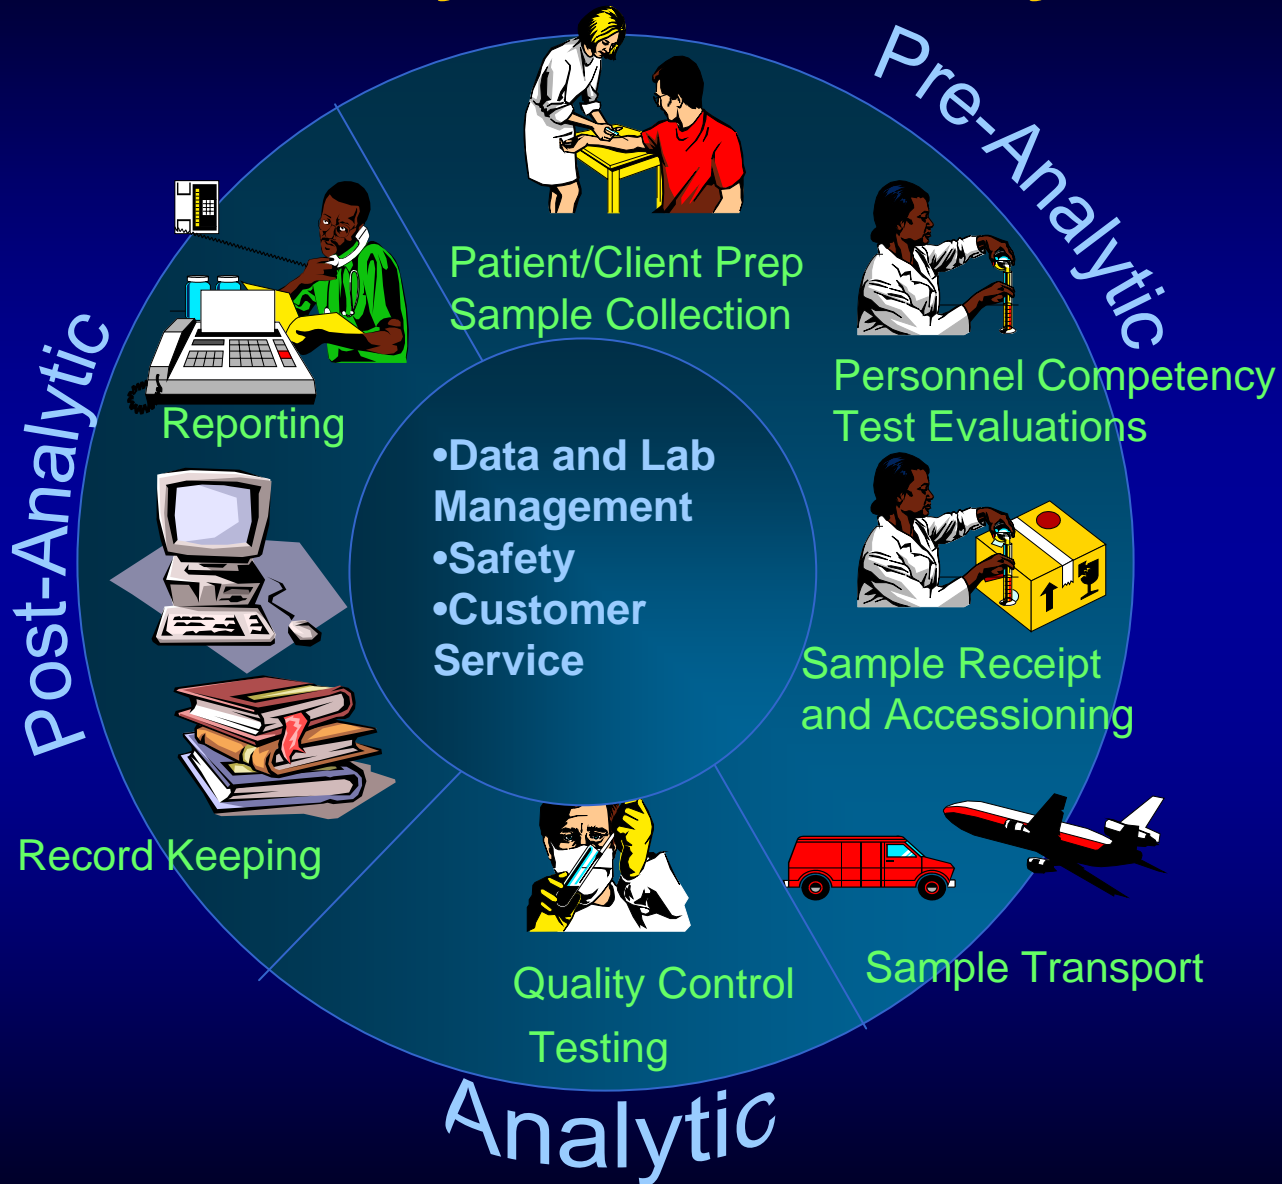 Pre-Analytic
Patient/Client Prep
Sample Collection
Personnel Competency
Test Evaluations
Reporting
Post-Analytic
•Data and Lab
Management
•Safety
•Customer
Service
Sample Receipt
and Accessioning
Record Keeping
Sample Transport
Quality Control
Testing
Analytic